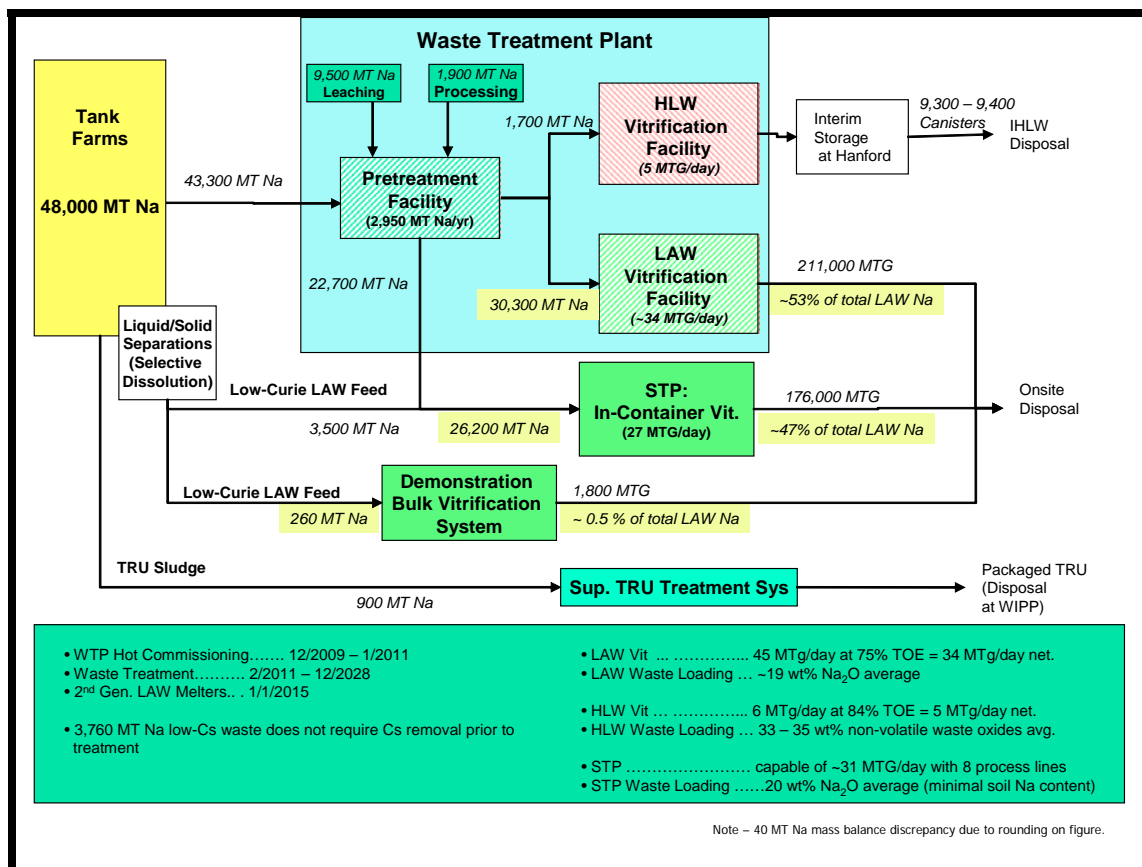 Waste Treatment Plant
9,500 MT Na
Leaching
1,900 MT Na
Processing
Tank
Farms
48,000 MT Na
43,300 MT Na
Pretreatment
Facility
(2,950 MT Na/yr)
1,700 MT Na
HLW
Vitrification
Facility
(5 MTG/day)
Interim
Storage
at Hanford
9,300 – 9,400
Canisters
IHLW
Disposal
22,700 MT Na
30,300 MT Na
LAW
Vitrification
Facility
(~34 MTG/day)
211,000 MTG
~53% of total LAW Na
Liquid/Solid
Separations
(Selective
Dissolution)
Low-Curie LAW Feed
3,500 MT Na
26,200 MT Na
STP:
In-Container Vit.
(27 MTG/day)
176,000 MTG
~47% of total LAW Na
Onsite
Disposal
Low-Curie LAW Feed
260 MT Na
Demonstration
Bulk Vitrification
System
1,800 MTG
~ 0.5 % of total LAW Na
TRU Sludge
900 MT Na
Sup. TRU Treatment Sys
Packaged TRU
(Disposal
at WIPP)
• WTP Hot Commissioning……. 12/2009 – 1/2011
• Waste Treatment……… 2/2011 – 12/2028
• 2nd Gen. LAW Melters.. . 1/1/2015
• 3,760 MT Na low-Cs waste does not require Cs removal prior to
treatment
• LAW Vit ... ………….... 45 MTg/day at 75% TOE = 34 MTg/day net.
• LAW Waste Loading … ~19 wt% Na2O average
• HLW Vit … ………….... 6 MTg/day at 84% TOE = 5 MTg/day net.
• HLW Waste Loading … 33 – 35 wt% non-volatile waste oxides avg.
• STP …………………… capable of ~31 MTG/day with 8 process lines
• STP Waste Loading ……20 wt% Na2O average (minimal soil Na content)
Note – 40 MT Na mass balance discrepancy due to rounding on figure.